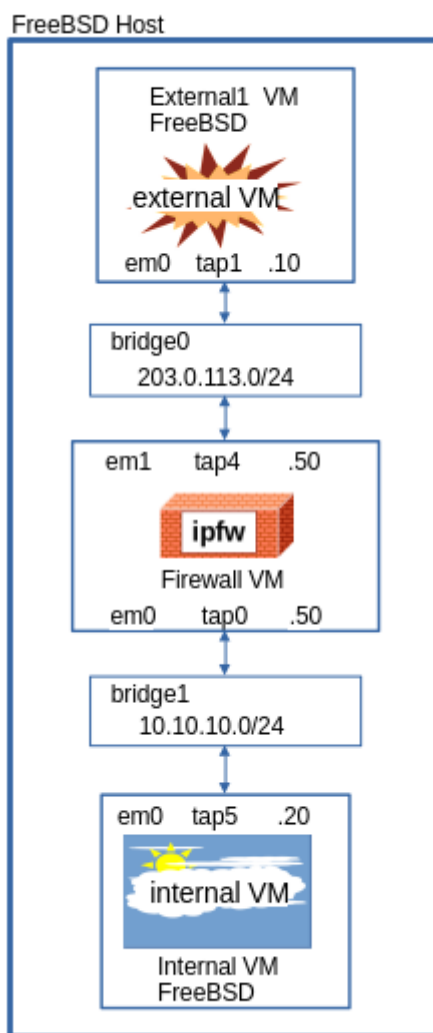 FreeBSD Host
External1 VM
FreeBSD
external VM
em0 tap1 .10
bridge0
203.0.113.0/24
em1 tap4 .50
ipfw
Firewall VM
em0 tap0 .50
bridge1
10.10.10.0/24
em0 tap5 .20
internal VM
Internal VM
FreeBSD